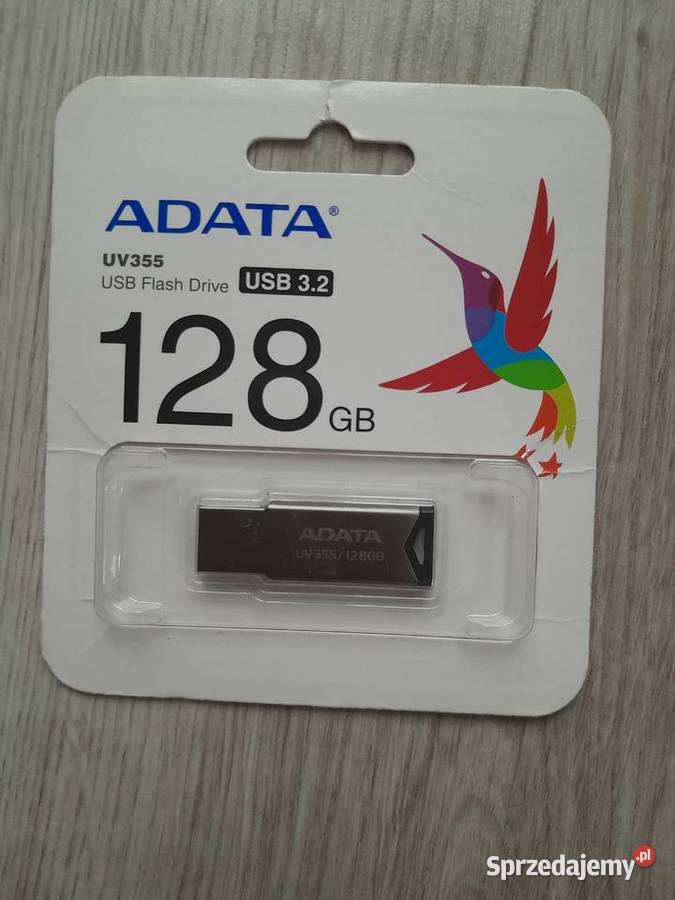 ADATA®
UV355
USB Flash Drive USB 3.2
128 GB
ADATA
UV355/128GB
Sprzedajemy.pl